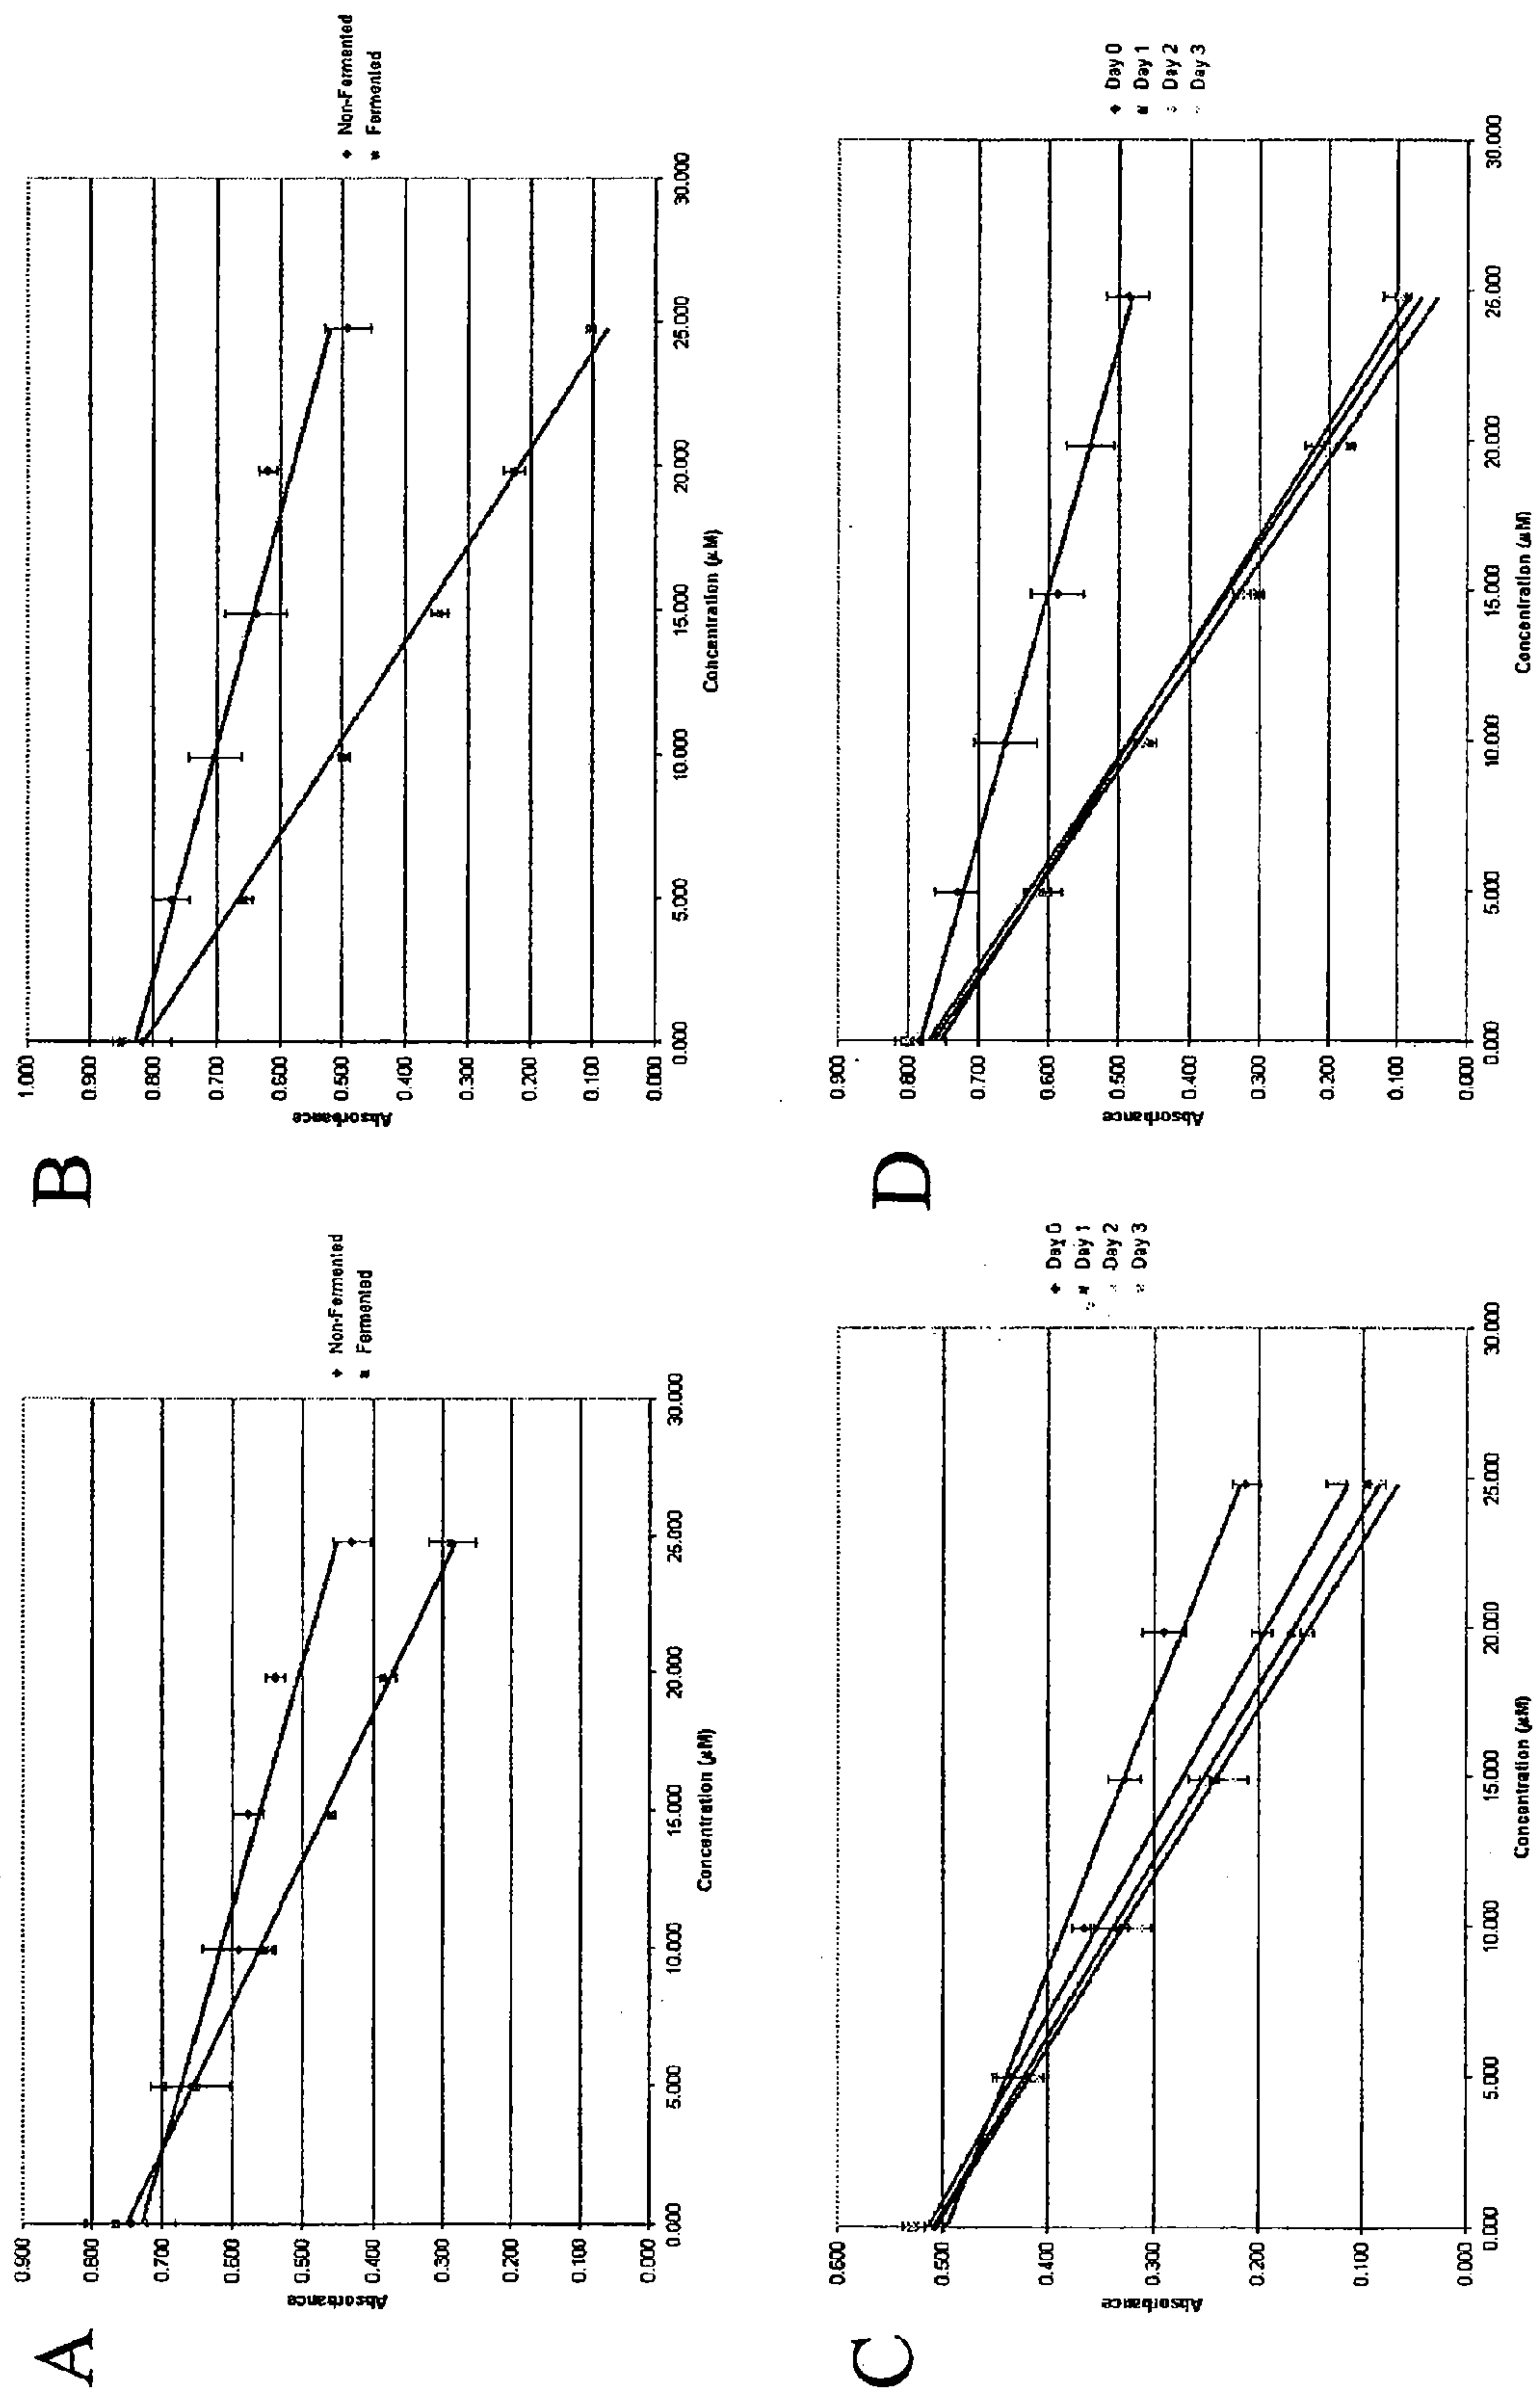 A
0.900
0.800
0.700
0.600
0.500
0.400
0.300
0.200
0.100
0.000
Absorbance
0.000
5.000
10.000
15.000
20.000
25.000
30.000
Concentration (µM)
Non-Fermented
Fermented
B
1.000
0.900
0.800
0.700
0.600
0.500
0.400
0.300
0.200
0.100
0.000
Absorbance
0.000
5.000
10.000
15.000
20.000
25.000
30.000
Concentration (µM)
Non-Fermented
Fermented
C
0.600
0.500
0.400
0.300
0.200
0.100
0.000
Absorbance
0.000
5.000
10.000
15.000
20.000
25.000
30.000
Concentration (µM)
Day 0
Day 1
Day 2
Day 3
D
0.900
0.800
0.700
0.600
0.500
0.400
0.300
0.200
0.100
0.000
Absorbance
0.000
5.000
10.000
15.000
20.000
25.000
30.000
Concentration (µM)
Day 0
Day 1
Day 2
Day 3